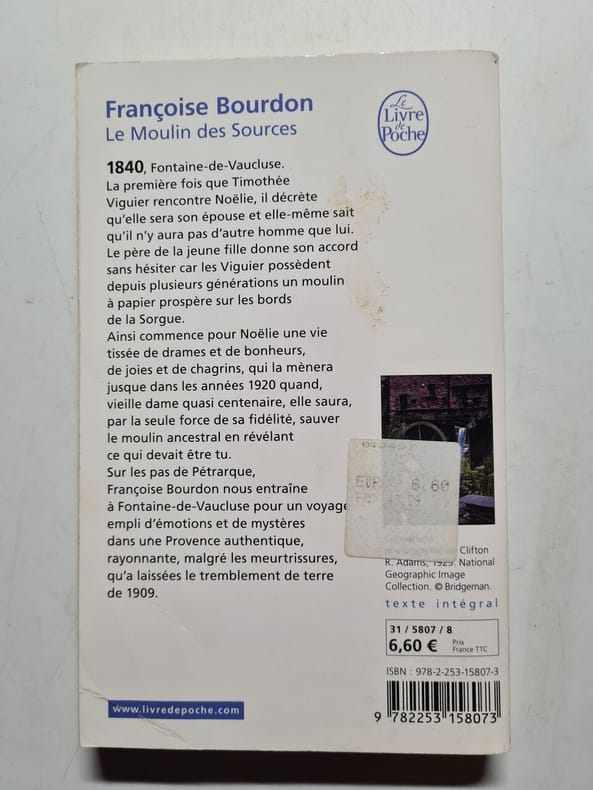 Françoise Bourdon
Le Moulin des Sources
Le
Livre
de
Poche
1840, Fontaine-de-Vaucluse.
La première fois que Timothée
Viguier rencontre Noëlie, il décrète
qu'elle sera son épouse et elle-même sait
qu'il n'y aura pas d'autre homme que lui.
Le père de la jeune fille donne son accord
sans hésiter car les Viguier possèdent
depuis plusieurs générations un moulin
à papier prospère sur les bords
de la Sorgue.
Ainsi commence pour Noëlie une vie
tissée de drames et de bonheurs,
de joies et de chagrins, qui la mènera
jusque dans les années 1920 quand,
vieille dame quasi centenaire, elle saura,
par la seule force de sa fidélité, sauver
le moulin ancestral en révélant
ce qui devait être tu.
Sur les pas de Pétrarque,
Françoise Bourdon nous entraîne
à Fontaine-de-Vaucluse pour un voyage
empli d'émotions et de mystères
dans une Provence authentique,
rayonnante, malgré les meurtrissures,
qu'a laissées le tremblement de terre
de 1909.
EUR 6.60
Clifton
R. Adams, 1929. National
Geographic Image
Collection. © Bridgeman.
texte intégral
31 / 5807 / 8
6,60 € Prix
France TTC
ISBN : 978-2-253-15807-3
9 782253 158073
www.livredepoche.com